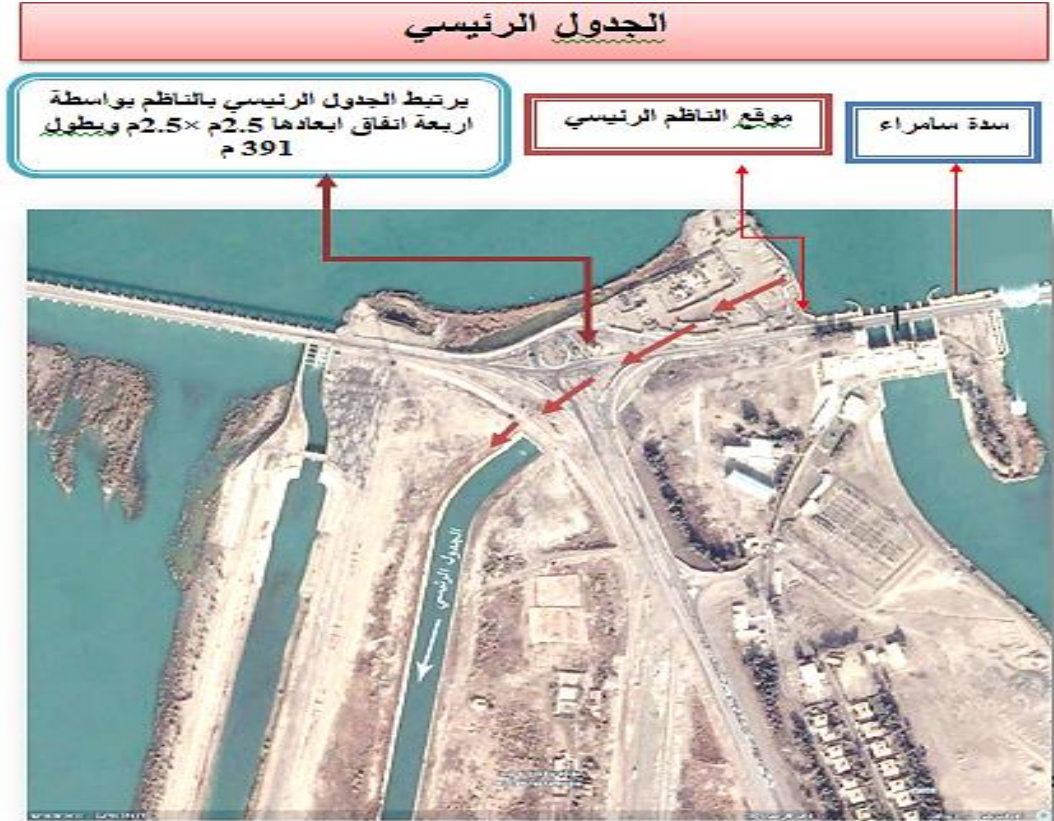 الجدول الرئيسي
سدة سامراء
موقع الناظم الرئيسي
يرتبط الجدول الرئيسي بالناظم بواسطة
اربعة انفاق ابعادها 2.5م ×2.5م وبطول
391 م
الجدول الرئيسي